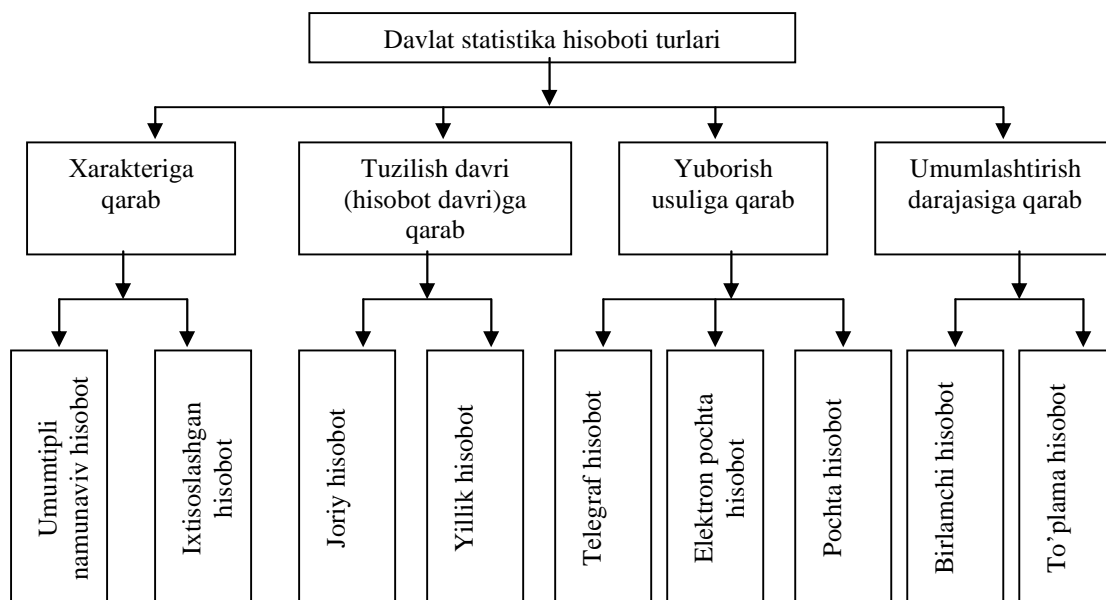 Davlat statistika hisoboti turlari
Xarakteriga
qarab
Tuzilish davri
(hisobot davri)ga
qarab
Yuborish
usuliga qarab
Umumlashtirish
darajasiga qarab
Umumtipli
namunaviv hisobot
Ixtisoslashgan
hisobot
Joriy hisobot
Yillik hisobot
Telegraf hisobot
Elektron pochta
hisobot
Pochta hisobot
Birlamchi hisobot
To’plama hisobot